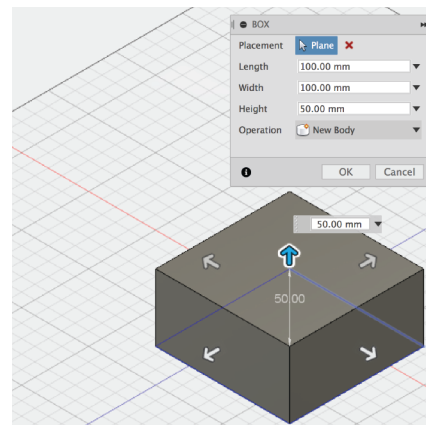 BOX
Placement Plane
Length 100.00 mm
Width 100.00 mm
Height 50.00 mm
Operation New Body
OK Cancel
50.00 mm
50.00